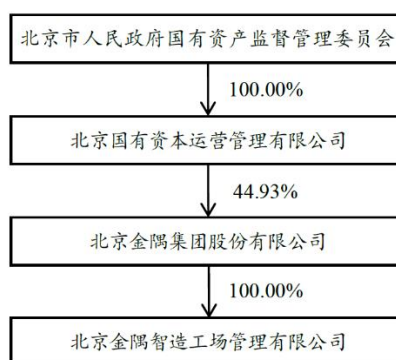 北京市人民政府国有资产监督管理委员会
100.00%
北京国有资本运营管理有限公司
44.93%
北京金隅集团股份有限公司
100.00%
北京金隅智造工场管理有限公司